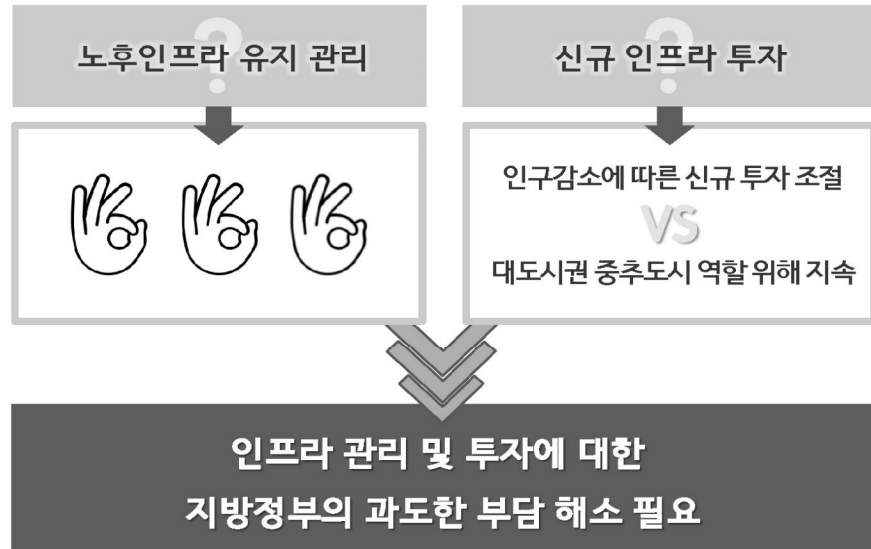 노후인프라 유지 관리
?
신규 인프라 투자
?
인구감소에 따른 신규 투자 조절
VS
대도시권 중추도시 역할 위해 지속
인프라 관리 및 투자에 대한
지방정부의 과도한 부담 해소 필요